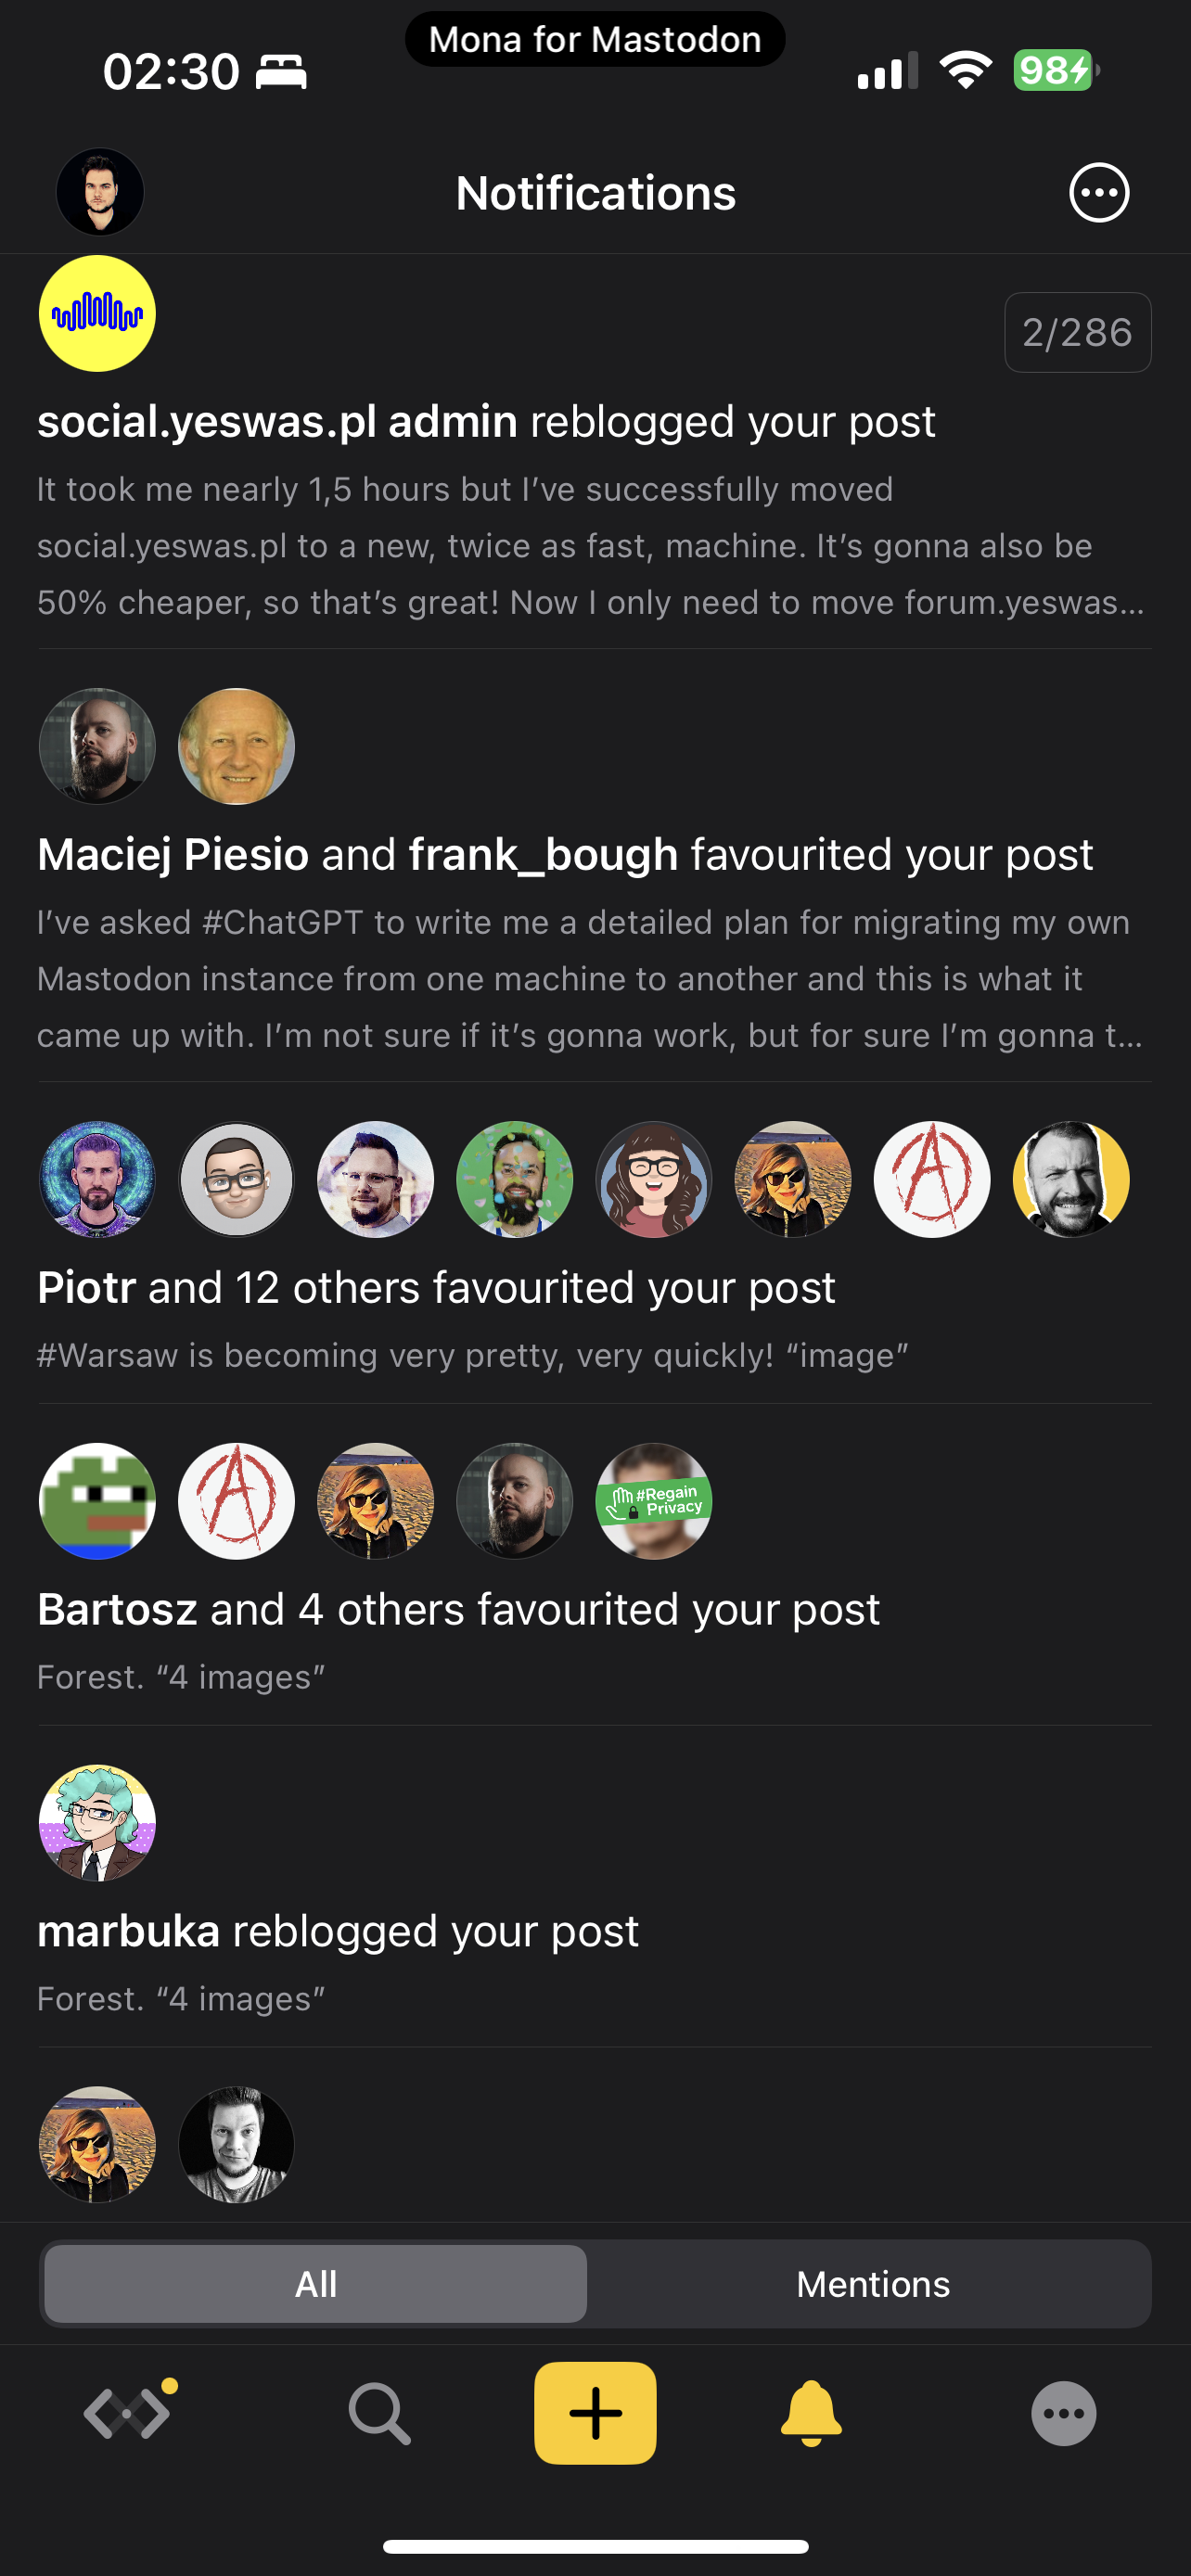 Mona for Mastodon
02:30
98
Notifications
2/286
social.yeswas.pl admin reblogged your post
It took me nearly 1,5 hours but I’ve successfully moved
social.yeswas.pl to a new, twice as fast, machine. It’s gonna also be
50% cheaper, so that’s great! Now I only need to move forum.yeswas...
Maciej Piesio and frank_bough favourited your post
I’ve asked #ChatGPT to write me a detailed plan for migrating my own
Mastodon instance from one machine to another and this is what it
came up with. I’m not sure if it’s gonna work, but for sure I’m gonna t...
Piotr and 12 others favourited your post
#Warsaw is becoming very pretty, very quickly! “image”
#Regain
Privacy
Bartosz and 4 others favourited your post
Forest. “4 images”
marbuka reblogged your post
Forest. “4 images”
All
Mentions